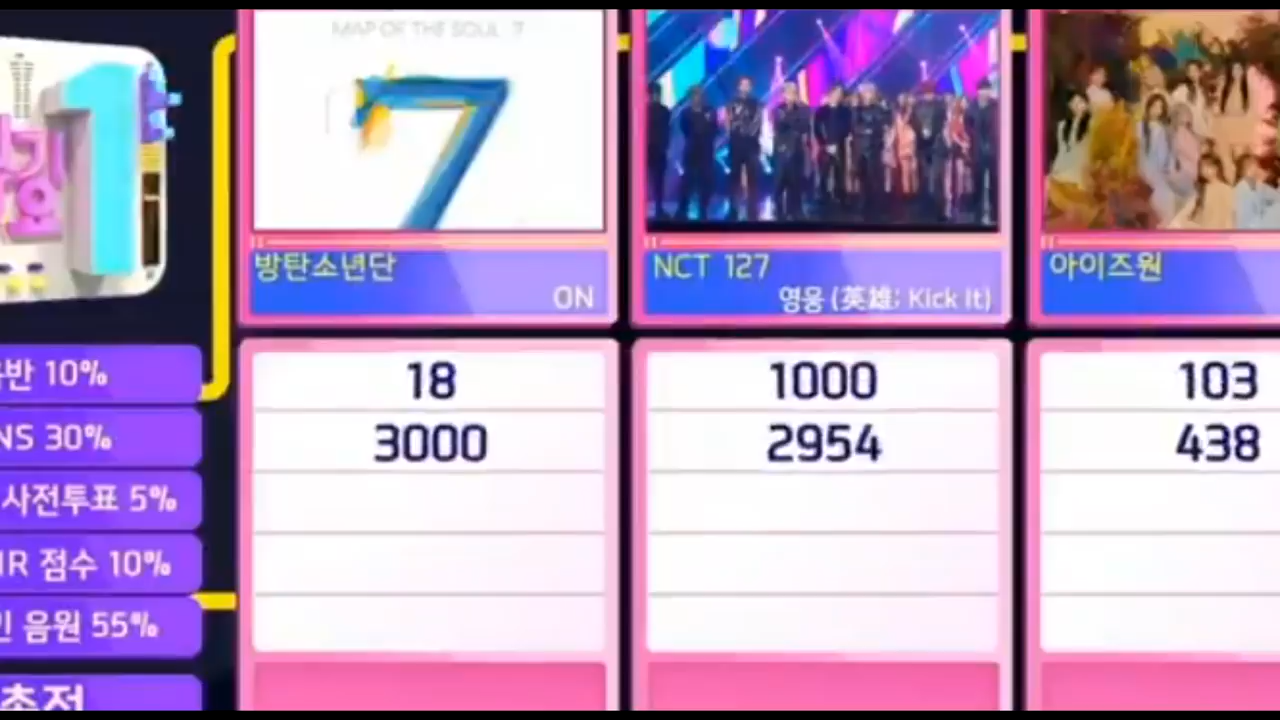 MAP OF THE SOUL 7
7
1
방탄소년단
ON
NCT 127
영웅 (英雄; Kick It)
아이즈원
반 10%
18
1000
103
NS 30%
3000
2954
438
사전투표 5%
점수 10%
음원 55%